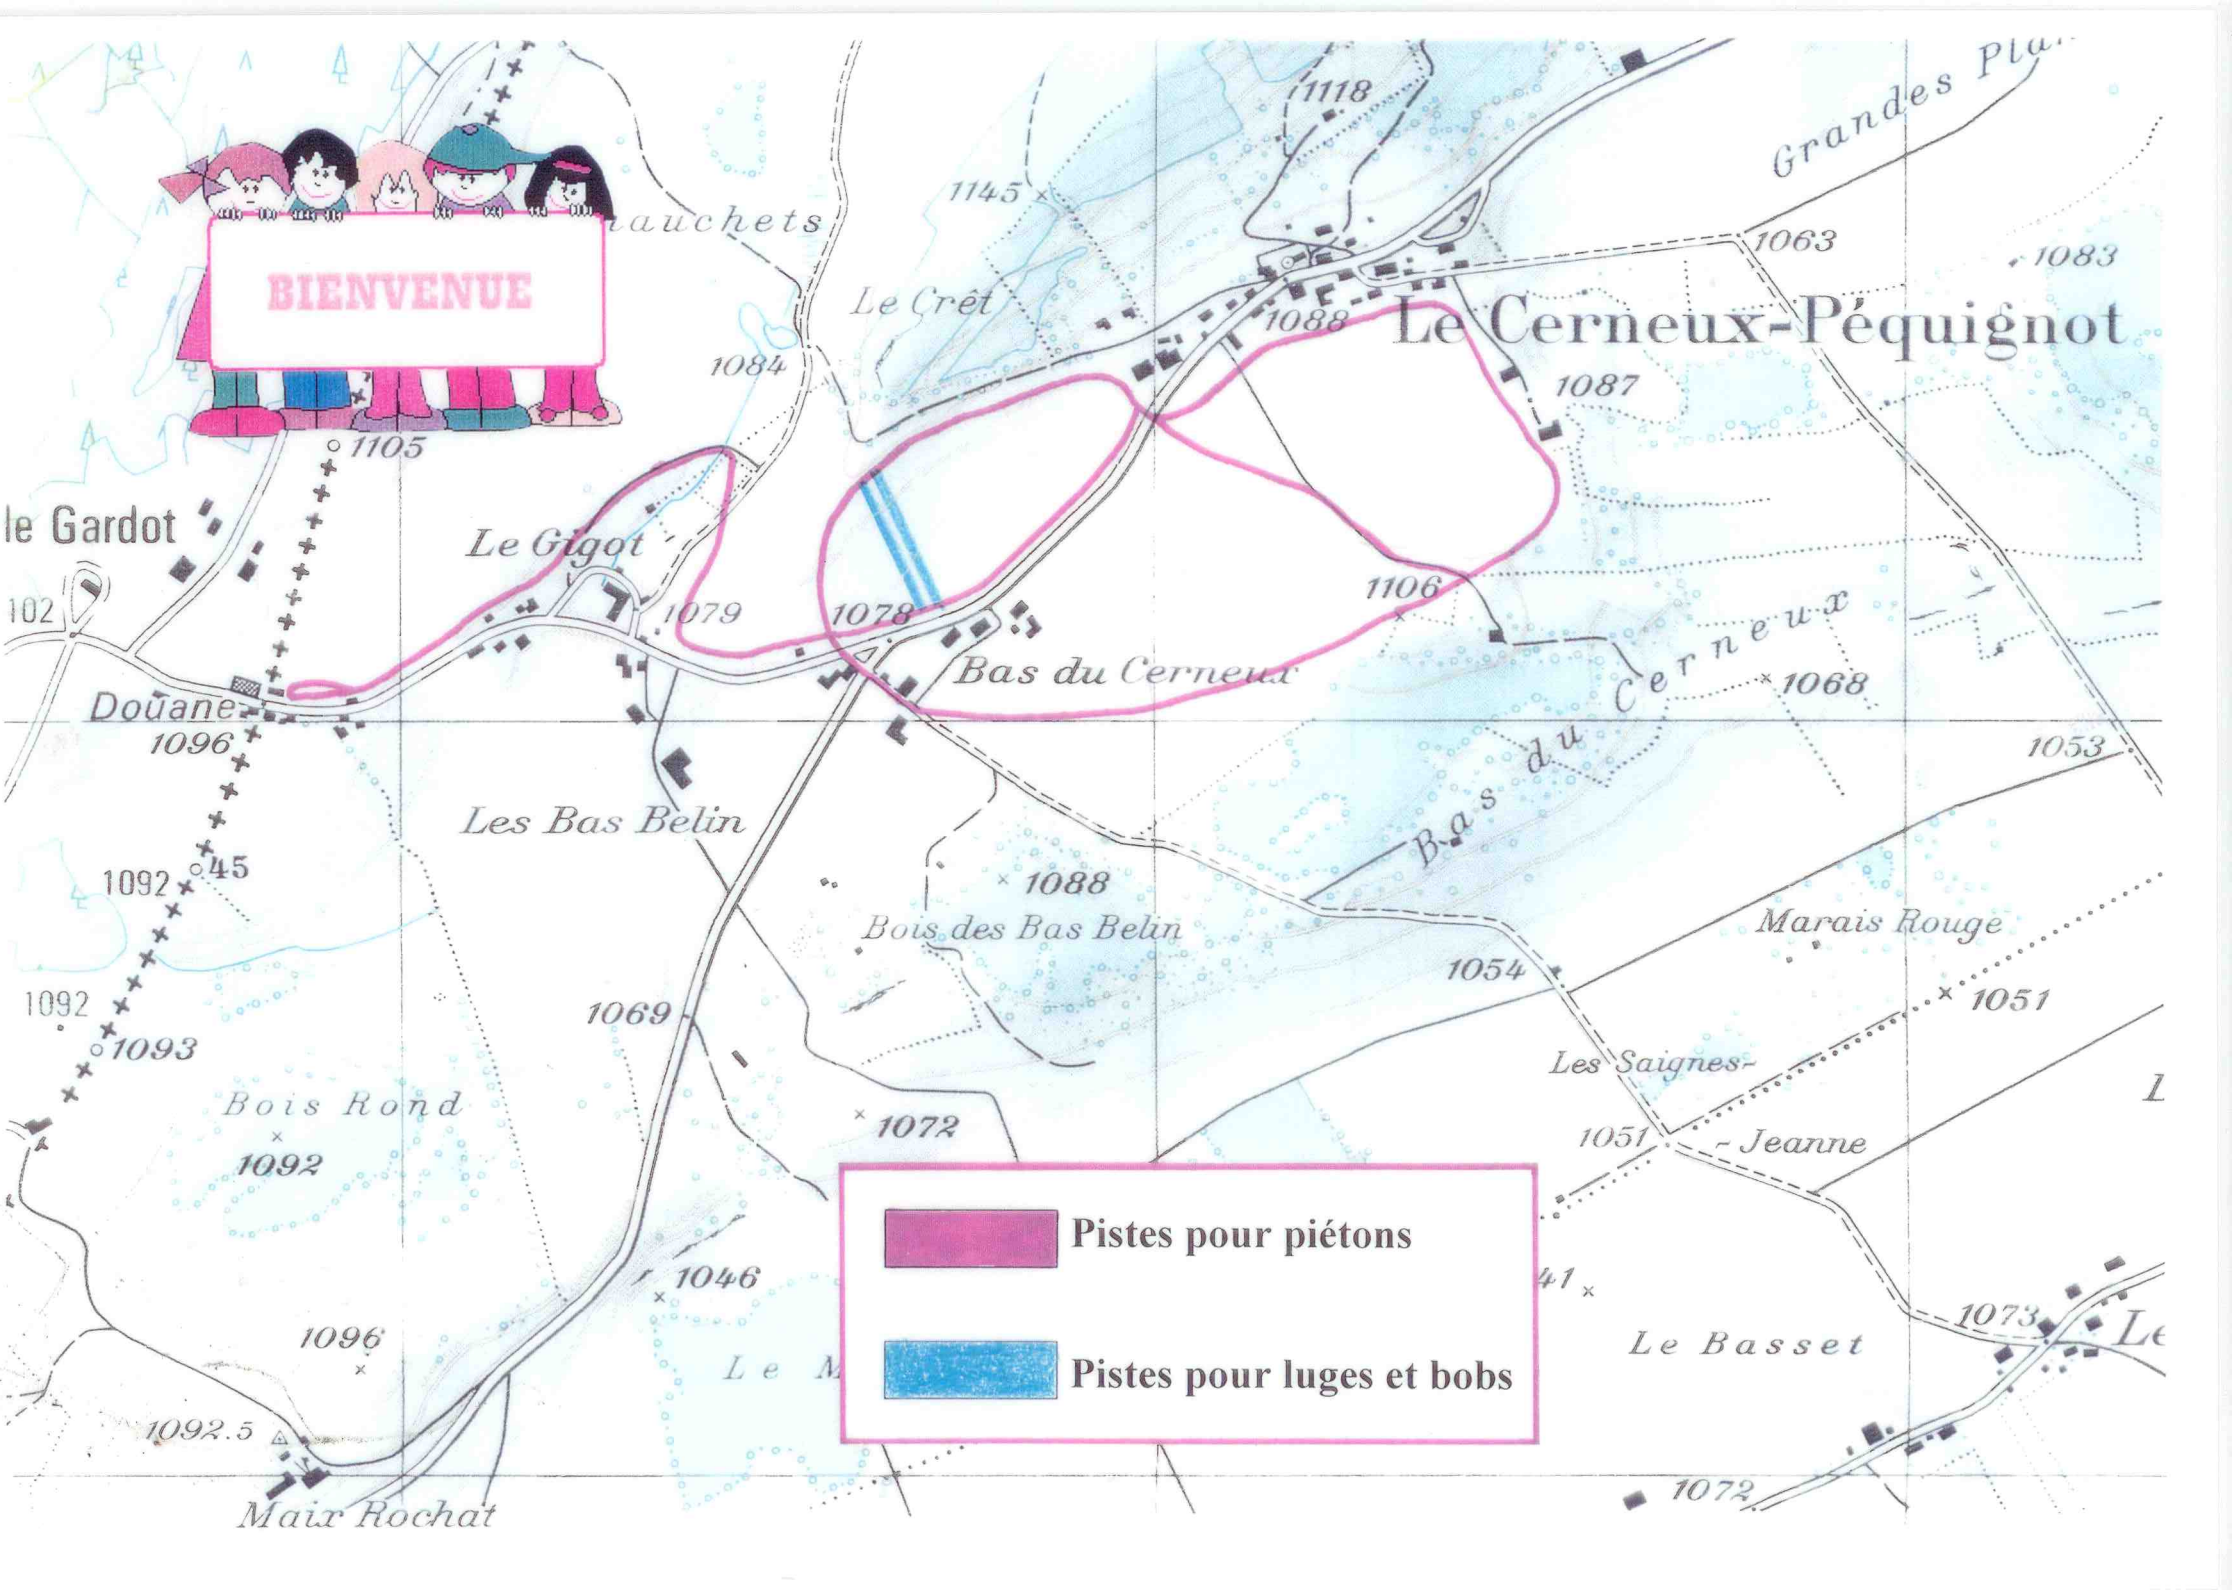 Grandes
1118
1145
BIENVENUE
1063
1083
Le Crêt
1088
Le Cerneux-Péquignot
1084
1087
1105
le Gardot
Le Gigot
1106
102
1079
1078
Bas du Cerneux
Bas du Cerneux
1068
Douane
1096
1053
Les Bas Belin
45
1092
1088
Bois des Bas Belin
Marais Rouge
1054
1051
1092
1069
1093
Les Saignes-
Bois Rond
1072
1051
-Jeanne
1092
Pistes pour piétons
1046
41
1073
1096
Le Basset
Le
Le M
Pistes pour luges et bobs
1092.5
1072
Maix Rochat